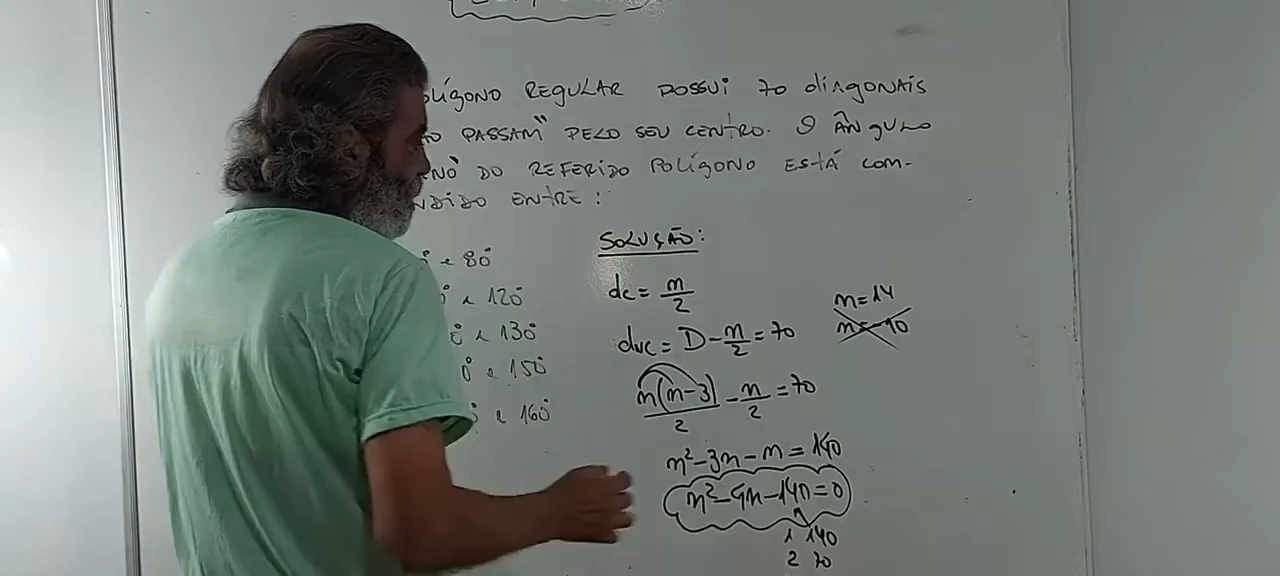 OLÍGONO REGULAR POSSUI 70 diAGONAiS
PASSAM" PELO SEU CENTRO. O ÂNGULO
DO REFERIDO POLÍGONO ESTÁ COM-
ENTRE:
e 80°
e 120°
e 130°
e 150°
e 160°
SOLUÇÃO:
dc = n/2
dnc = D - n/2 = 70
n(n-3)/2 - n/2 = 70
n² - 3n - n = 140
n² - 4n - 140 = 0
1 140
2 70
n = 14
n = -10